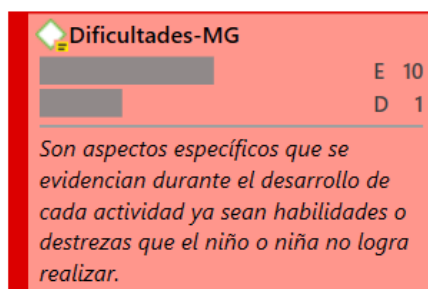 Dificultades-MG
E 10
D 1
Son aspectos específicos que se
evidencian durante el desarrollo de
cada actividad ya sean habilidades o
destrezas que el niño o niña no logra
realizar.